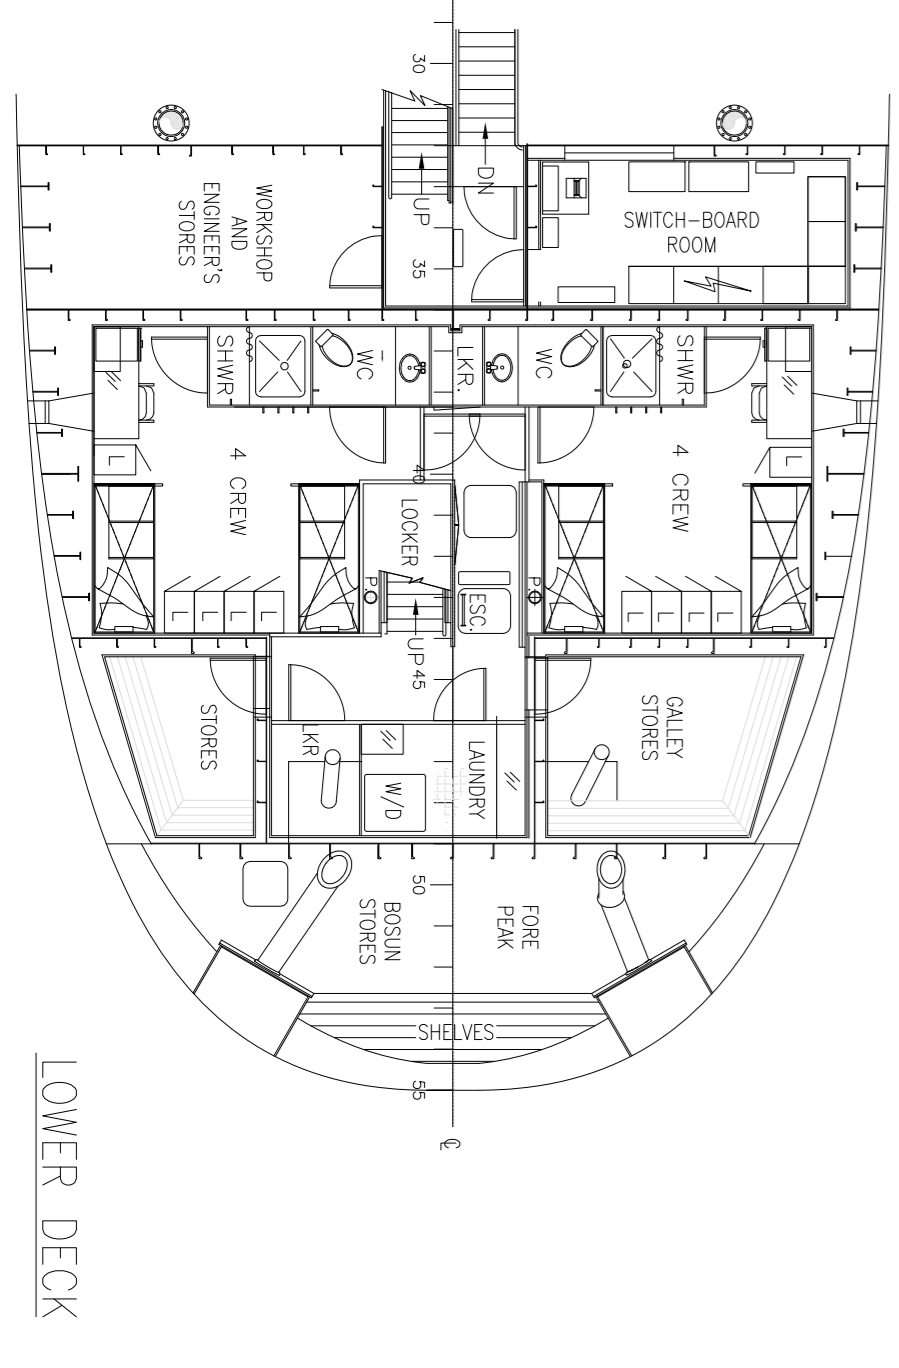 30
DN
UP
WORKSHOP
AND
ENGINEER'S
STORES
SWITCH-BOARD
ROOM
35
SHWR
WC
LKR.
WC
SHWR
L
4 CREW
40
4 CREW
L
LOCKER
P.
ESC.
P.
L
L
L
L
L
L
L
L
UP
45
STORES
LKR
W/D
LAUNDRY
GALLEY
STORES
50
BOSUN
STORES
FORE
PEAK
SHELVES
55
℄
LOWER DECK